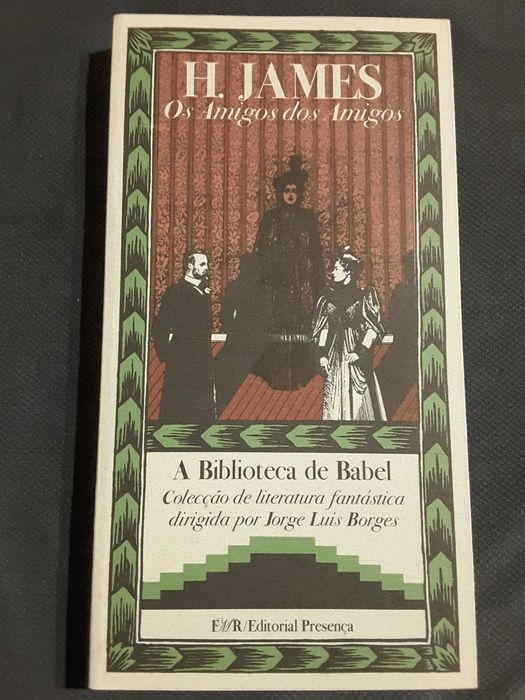 H. JAMES
Os Amigos dos Amigos
A Biblioteca de Babel
Colecção de literatura fantástica
dirigida por Jorge Luis Borges
FMR/Editorial Presença